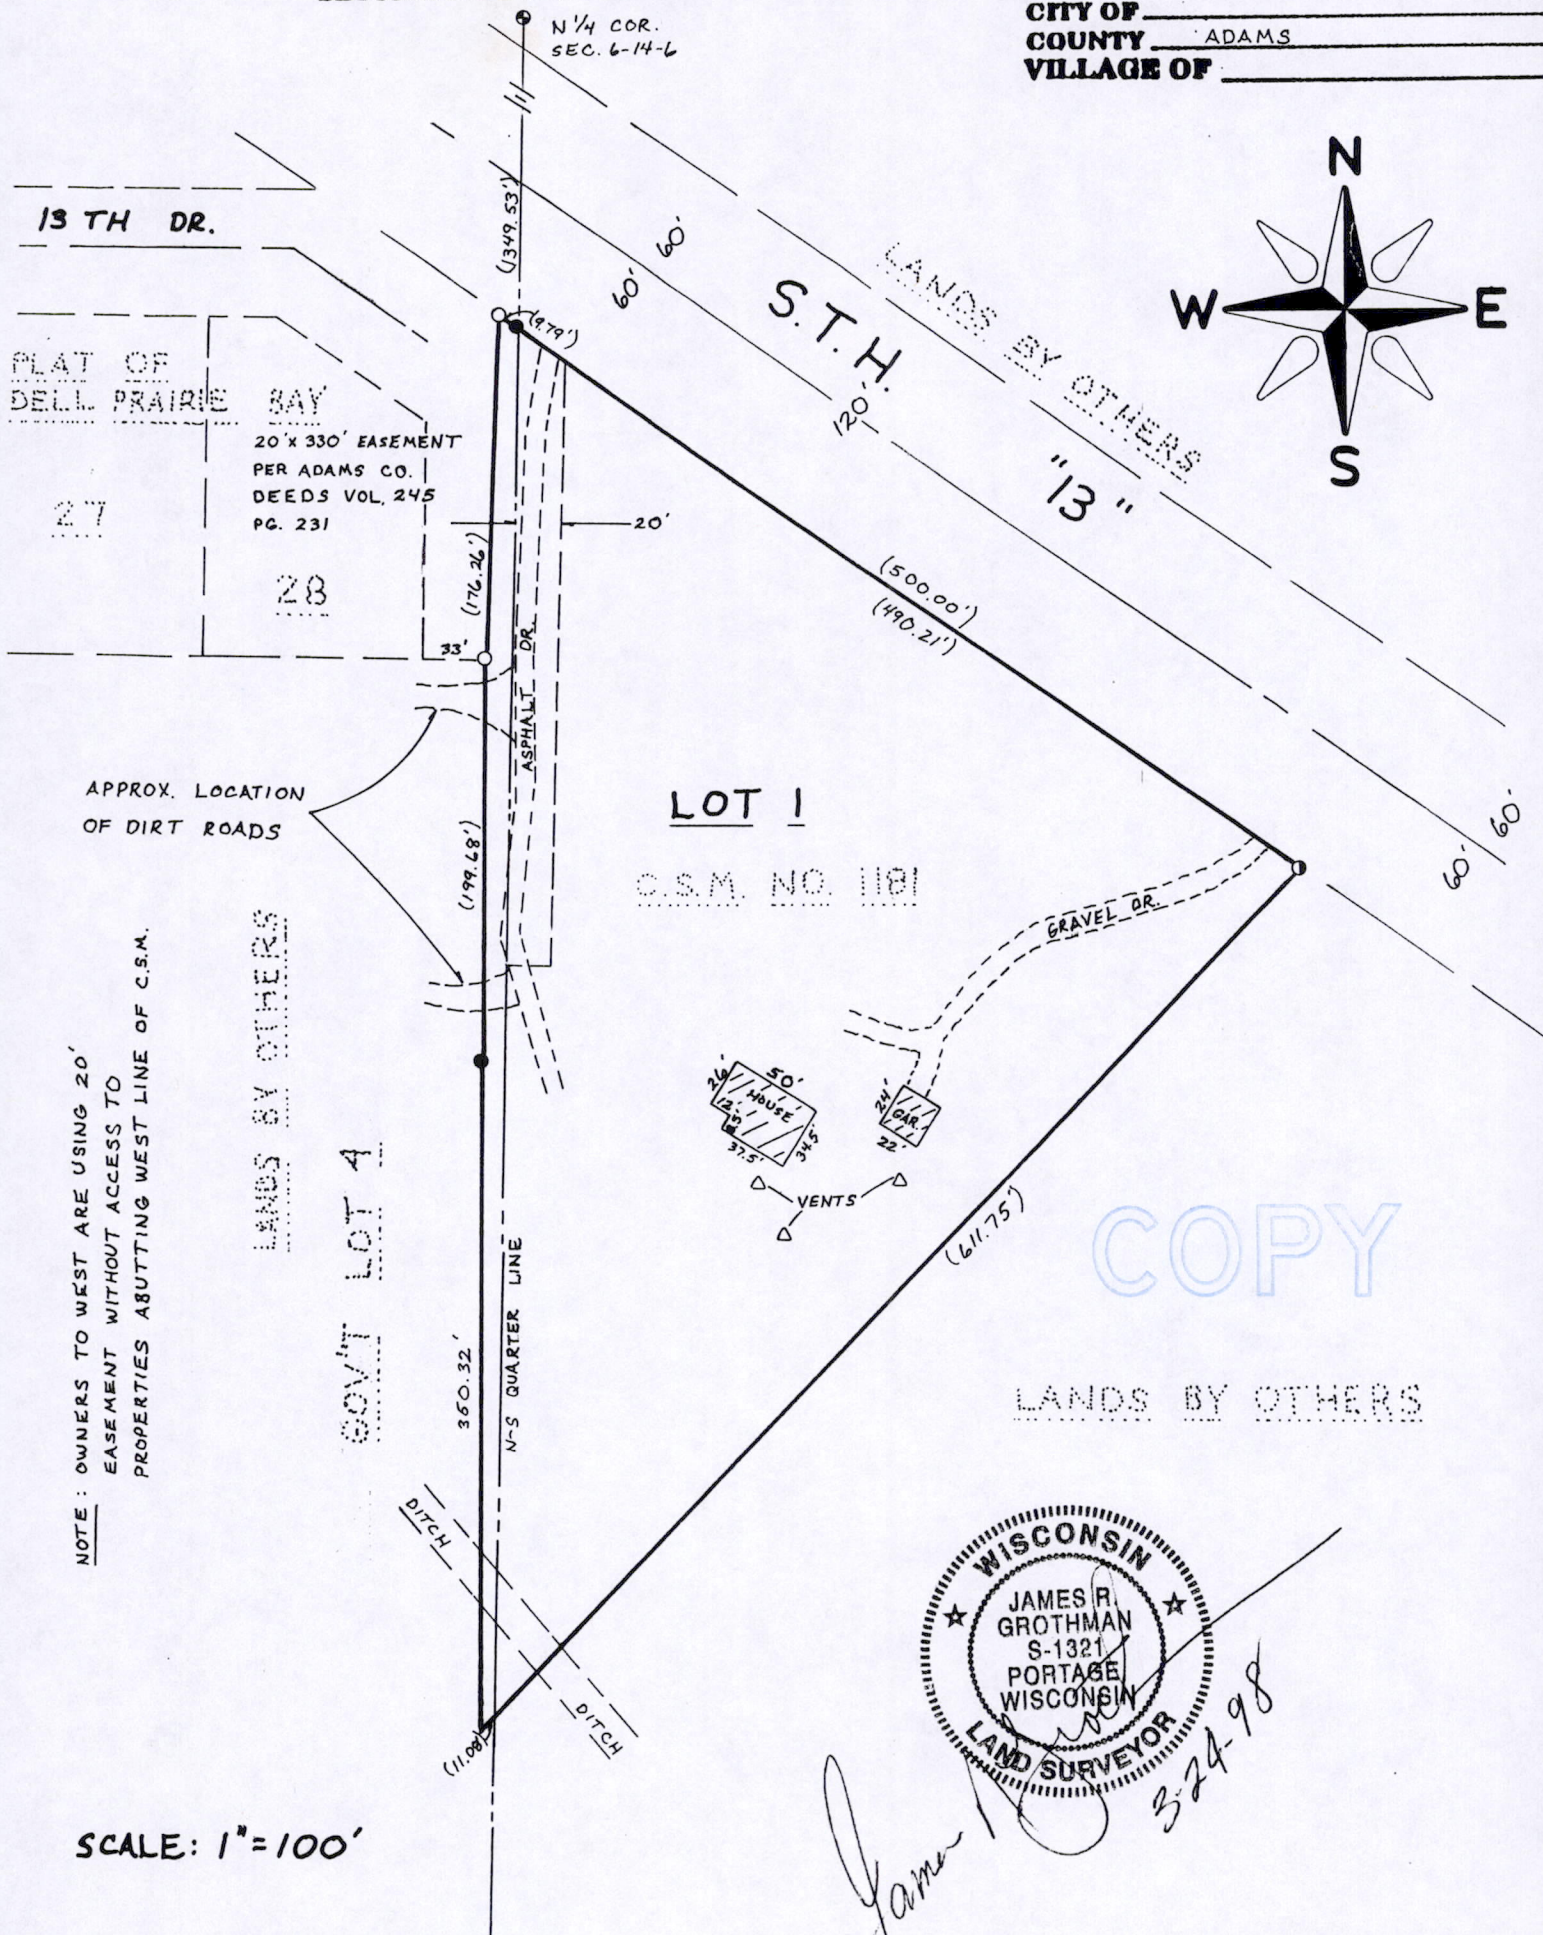 CITY OF
COUNTY ADAMS
VILLAGE OF
N 1/4 COR.
SEC. 6-14-6
N
W
E
S
(1349.53')
13 TH DR.
60'
60'
S.T.H.
"13"
120'
LANDS BY OTHERS
(9.79')
PLAT OF
DELL PRAIRIE BAY
20' x 330' EASEMENT
PER ADAMS CO.
DEEDS VOL. 245
PG. 231
20'
27
28
(176.26')
33'
ASPHALT DR.
(500.00')
(490.21')
APPROX. LOCATION
OF DIRT ROADS
LOT 1
C.S.M. NO. 1181
60'
60'
(199.68')
GRAVEL DR.
LANDS BY OTHERS
GOV'T LOT 4
NOTE: OWNERS TO WEST ARE USING 20'
EASEMENT WITHOUT ACCESS TO
PROPERTIES ABUTTING WEST LINE OF C.S.M.
26'
50'
HOUSE
12.5'
37.5'
34.5'
24'
GAR.
22'
VENTS
(611.75')
COPY
360.32'
N-S QUARTER LINE
LANDS BY OTHERS
DITCH
DITCH
(11.08')
WISCONSIN
JAMES R.
GROTHMAN
S-1321
PORTAGE,
WISCONSIN
LAND SURVEYOR
3-24-98
SCALE: 1"=100'